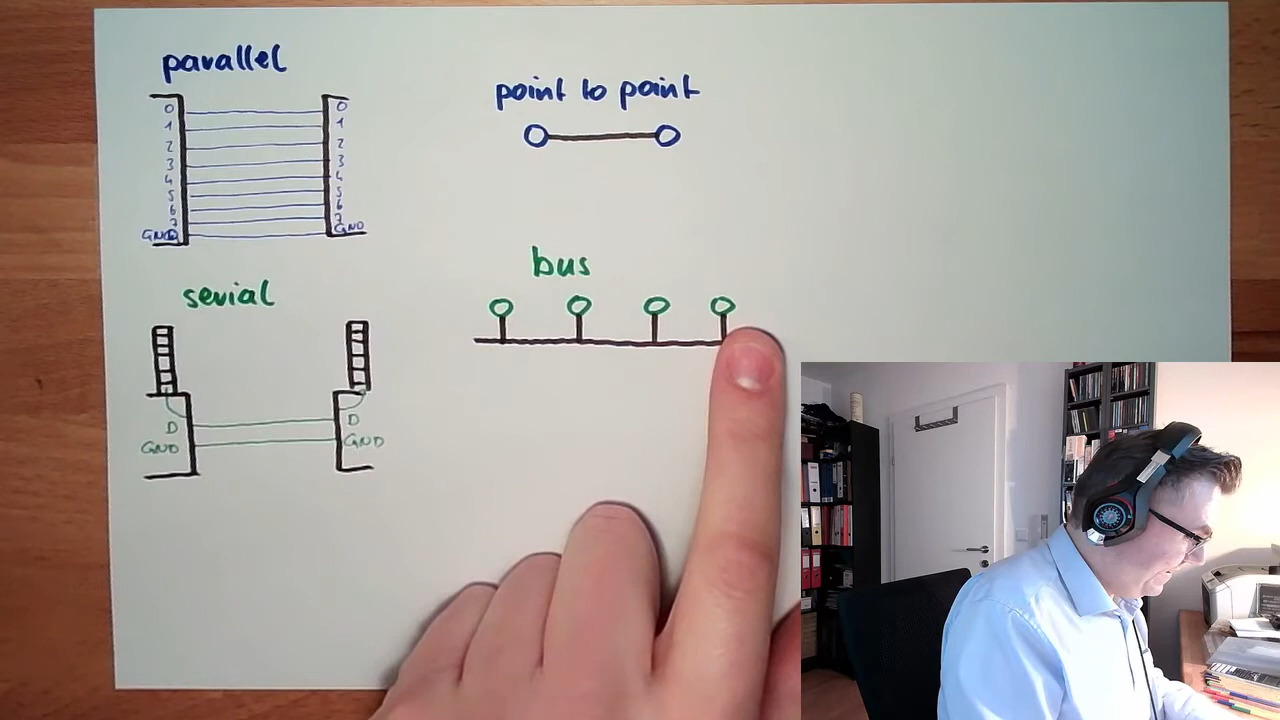 parallel
0 0
1 1
2 2
3 3
4 4
5 5
6 6
7 7
GND GND
serial
D D
GND GND
point to point
bus